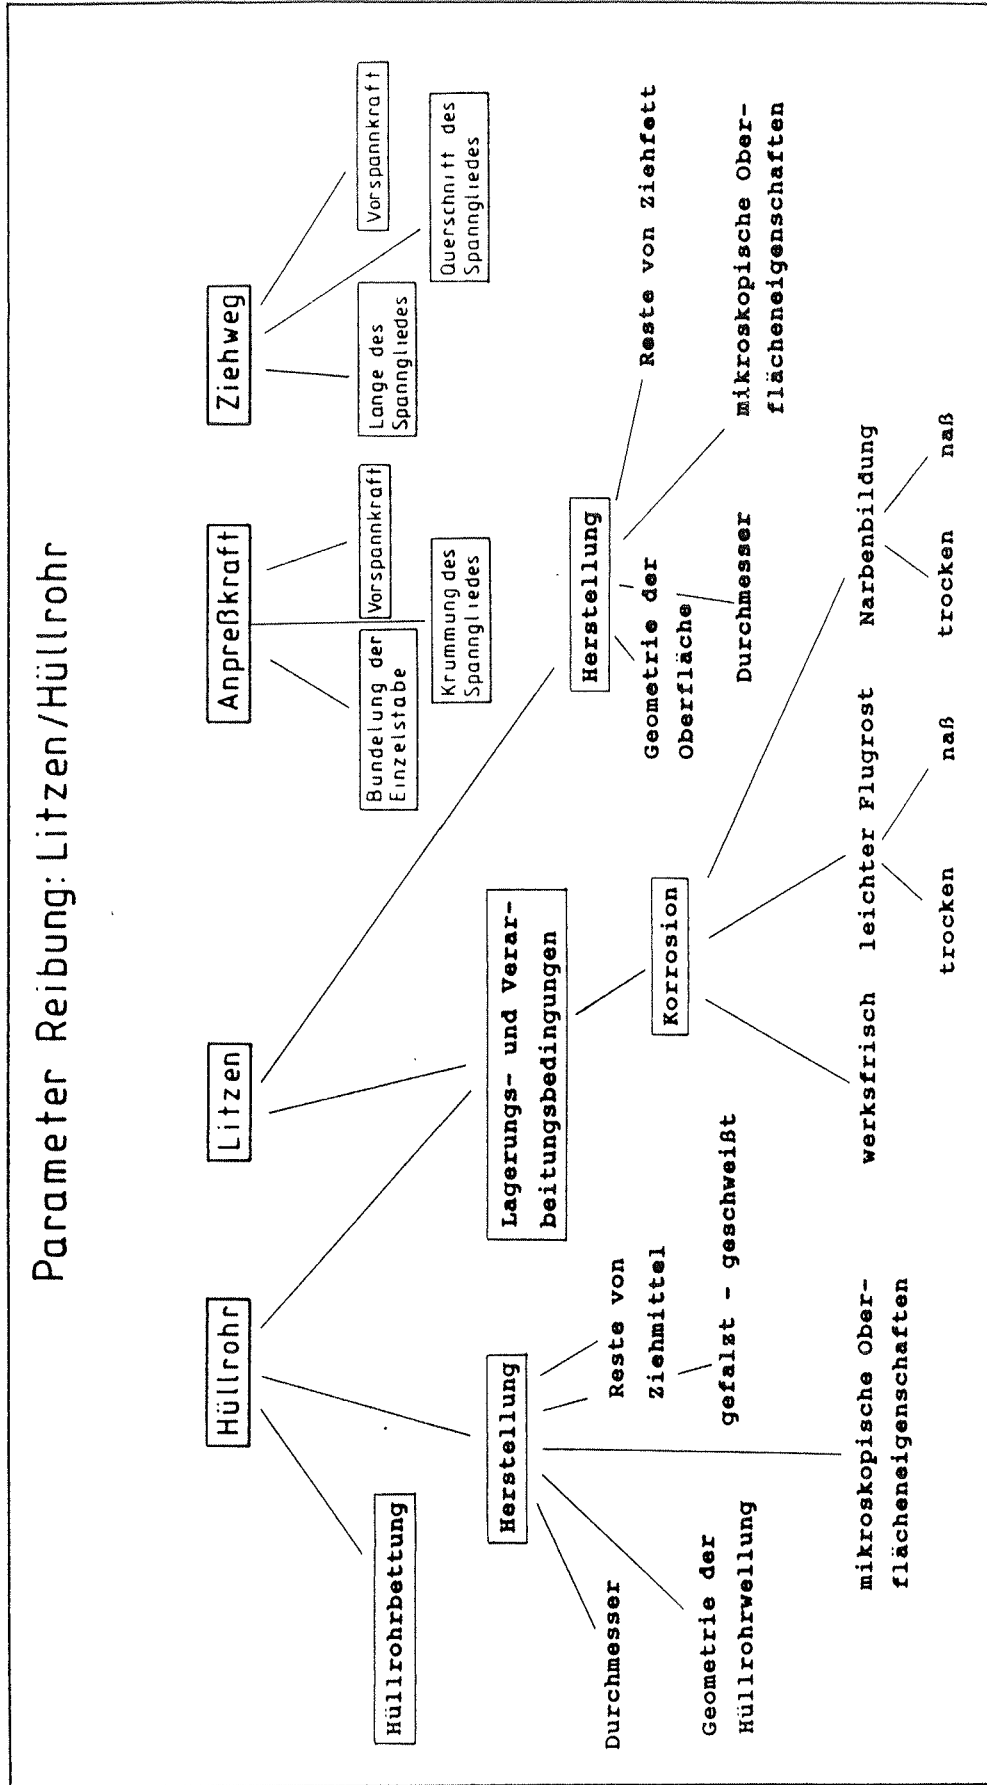 Parameter Reibung: Litzen/Hüllrohr
Hüllrohr
Litzen
Anpreßkraft
Ziehweg
Hüllrohrbettung
Bundelung der
Einzelstabe
Vorspannkraft
Krummung des
Spanngliedes
Lange des
Spanngliedes
Vorspannkraft
Querschnitt des
Spanngliedes
Herstellung
Lagerungs- und Verar-
beitungsbedingungen
Herstellung
Durchmesser
Reste von
Ziehmittel
Geometrie der
Hüllrohrwellung
gefalzt - geschweißt
mikroskopische Ober-
flächeneigenschaften
Korrosion
Geometrie der
Oberfläche
Durchmesser
Reste von Ziehfett
mikroskopische Ober-
flächeneigenschaften
werksfrisch
leichter Flugrost
Narbenbildung
trocken
naß
trocken
naß